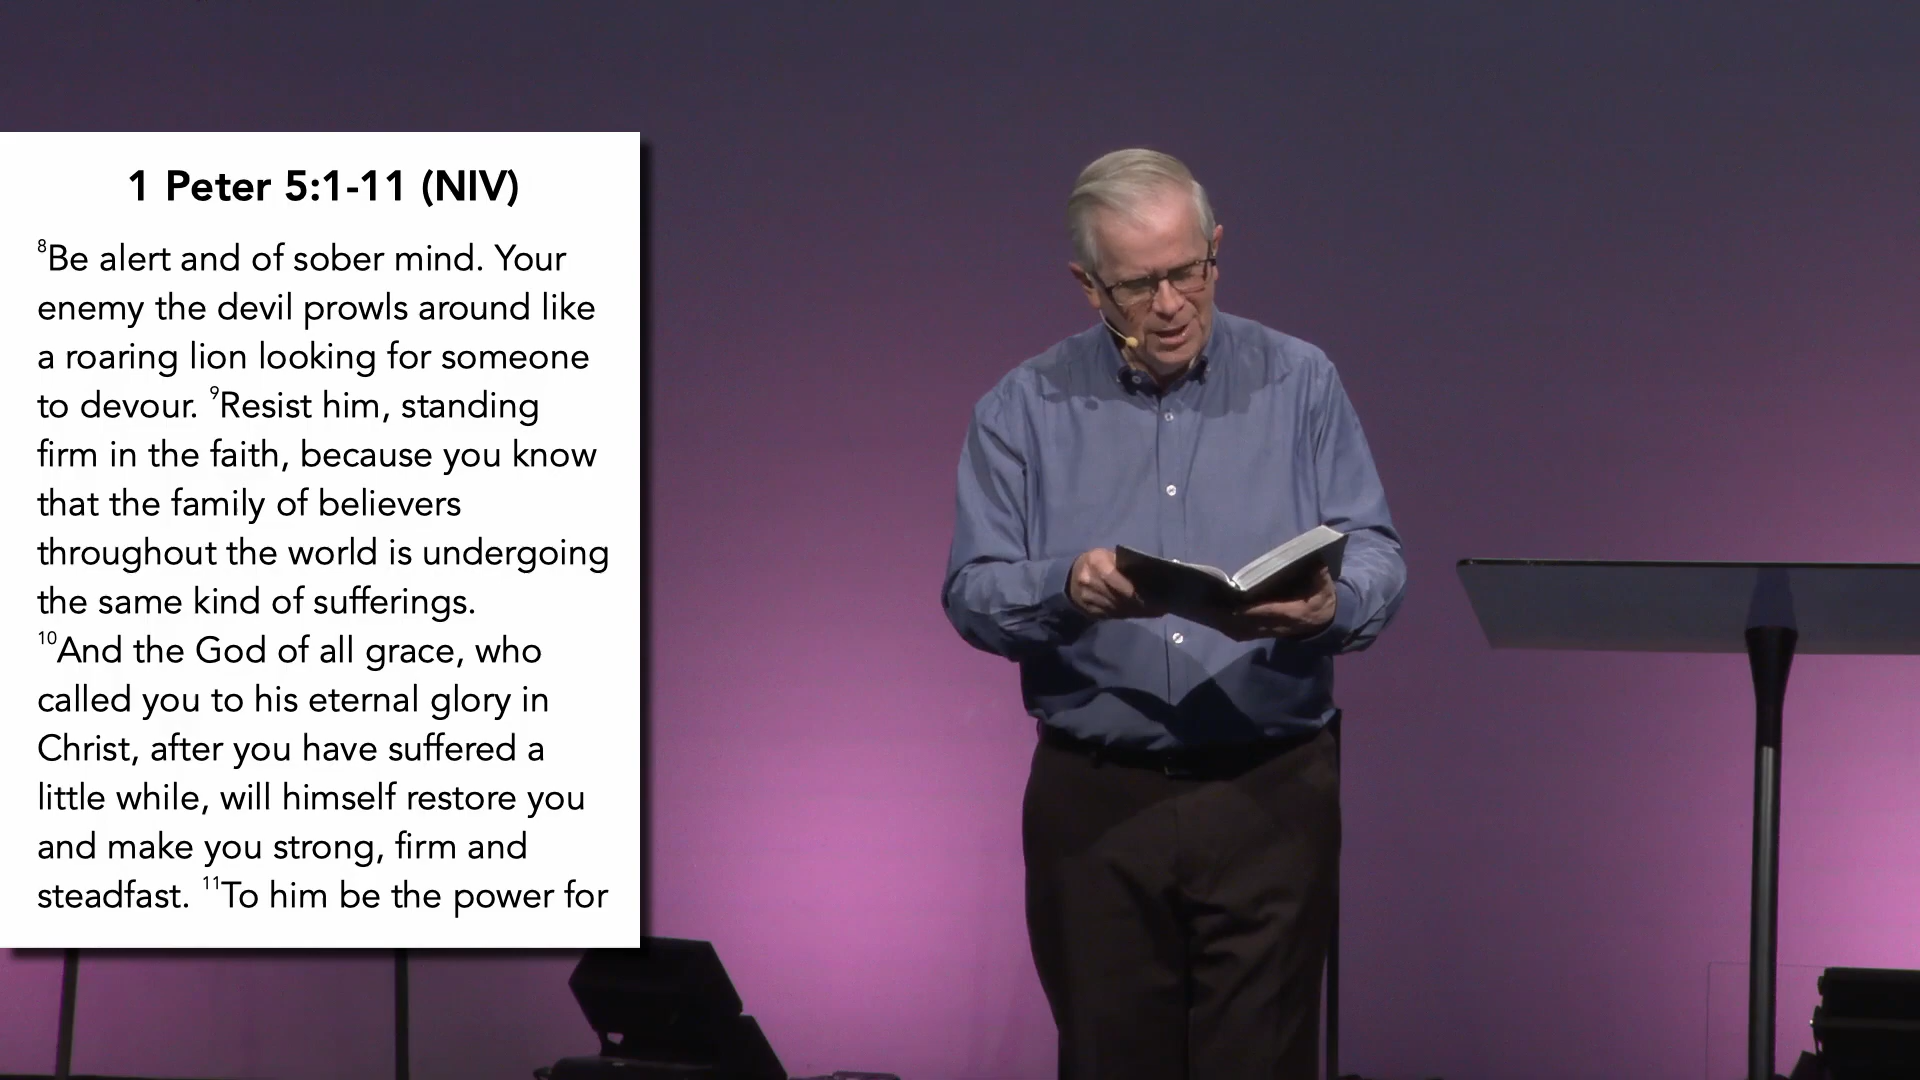 1 Peter 5:1-11 (NIV)
⁸Be alert and of sober mind. Your
enemy the devil prowls around like
a roaring lion looking for someone
to devour. ⁹Resist him, standing
firm in the faith, because you know
that the family of believers
throughout the world is undergoing
the same kind of sufferings.
¹⁰And the God of all grace, who
called you to his eternal glory in
Christ, after you have suffered a
little while, will himself restore you
and make you strong, firm and
steadfast. ¹¹To him be the power for